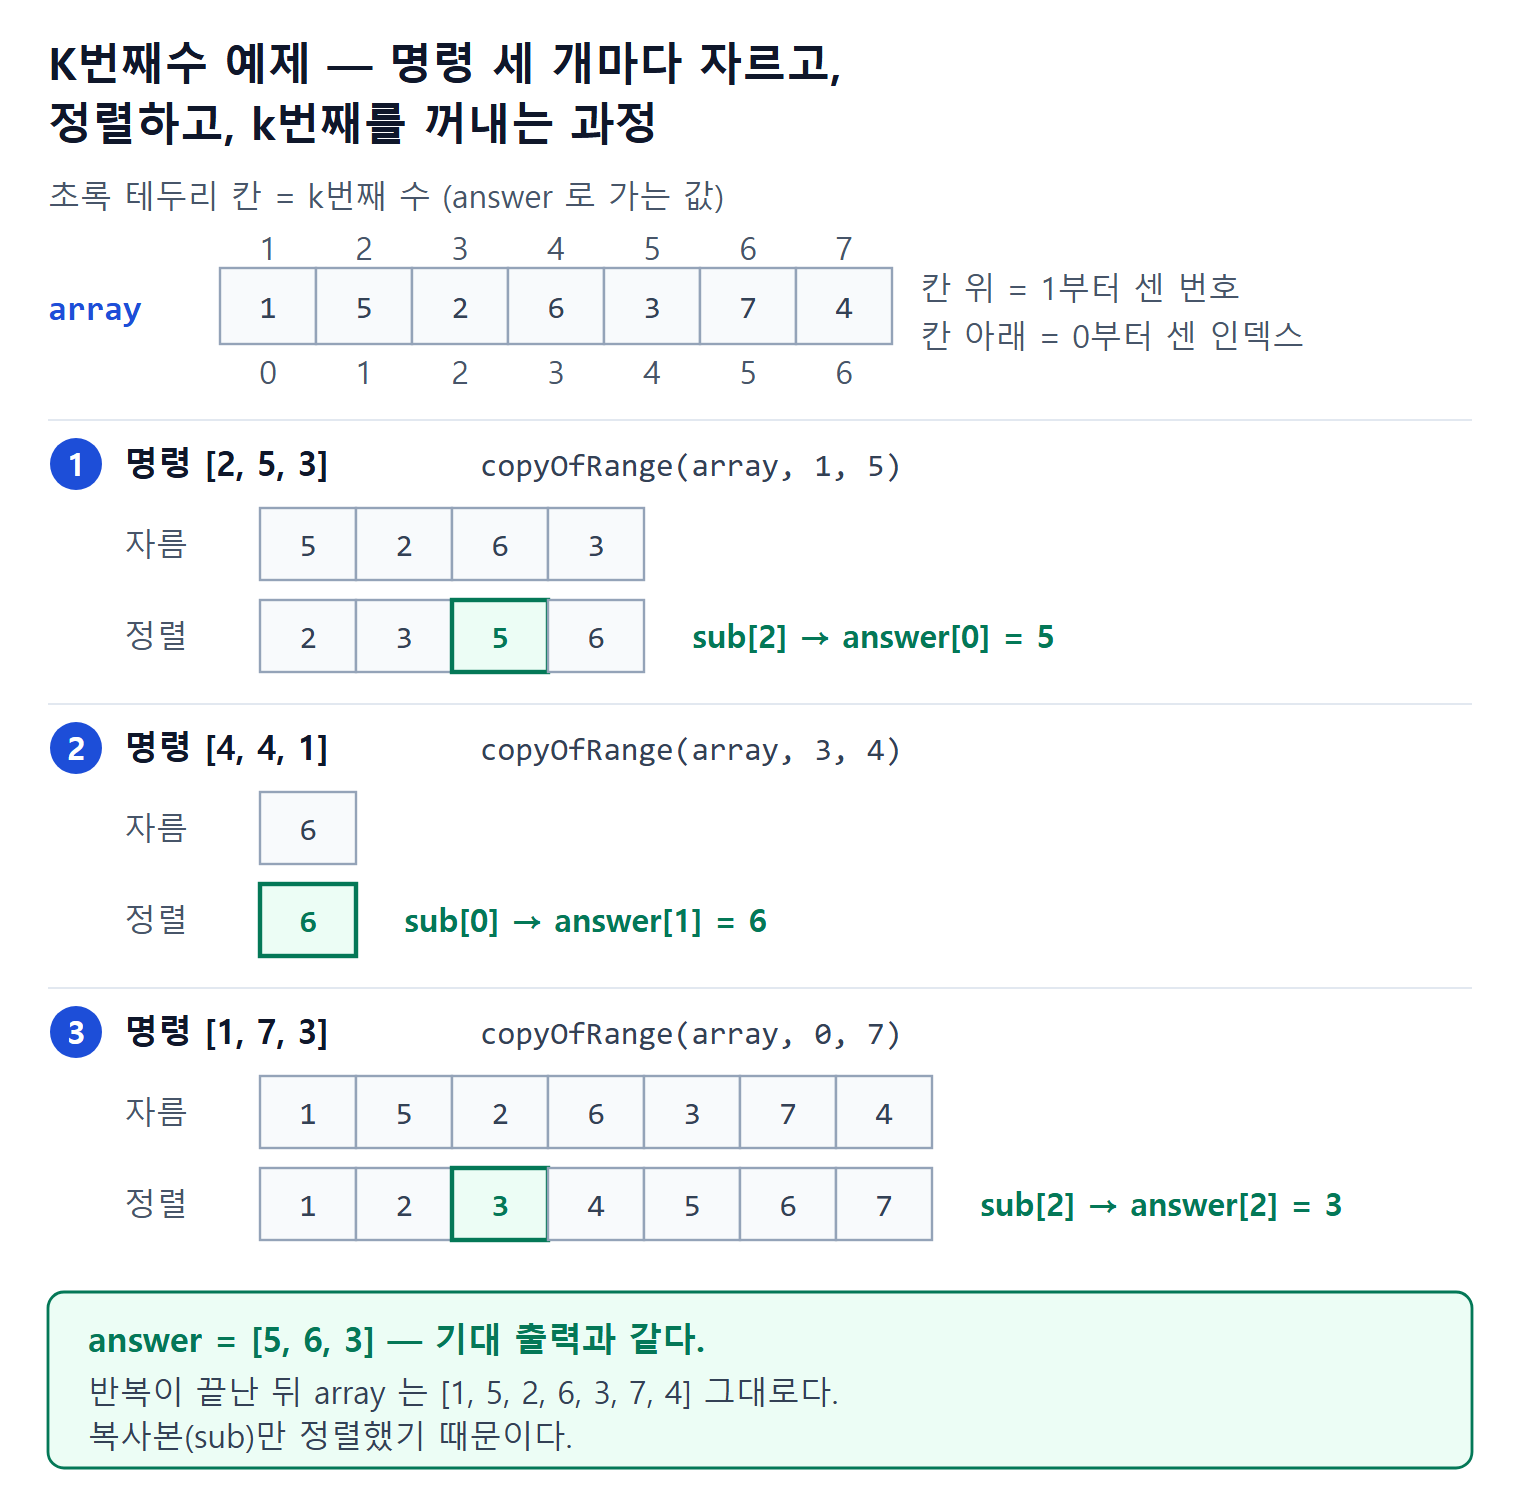 K번째수 예제 — 명령 세 개마다 자르고,
정렬하고, k번째를 꺼내는 과정
초록 테두리 칸 = k번째 수 (answer 로 가는 값)
1 2 3 4 5 6 7
array 1 5 2 6 3 7 4
0 1 2 3 4 5 6
칸 위 = 1부터 센 번호
칸 아래 = 0부터 센 인덱스
1 명령 [2, 5, 3] copyOfRange(array, 1, 5)
자름 5 2 6 3
정렬 2 3 5 6 sub[2] → answer[0] = 5
2 명령 [4, 4, 1] copyOfRange(array, 3, 4)
자름 6
정렬 6 sub[0] → answer[1] = 6
3 명령 [1, 7, 3] copyOfRange(array, 0, 7)
자름 1 5 2 6 3 7 4
정렬 1 2 3 4 5 6 7 sub[2] → answer[2] = 3
answer = [5, 6, 3] — 기대 출력과 같다.
반복이 끝난 뒤 array 는 [1, 5, 2, 6, 3, 7, 4] 그대로다.
복사본(sub)만 정렬했기 때문이다.